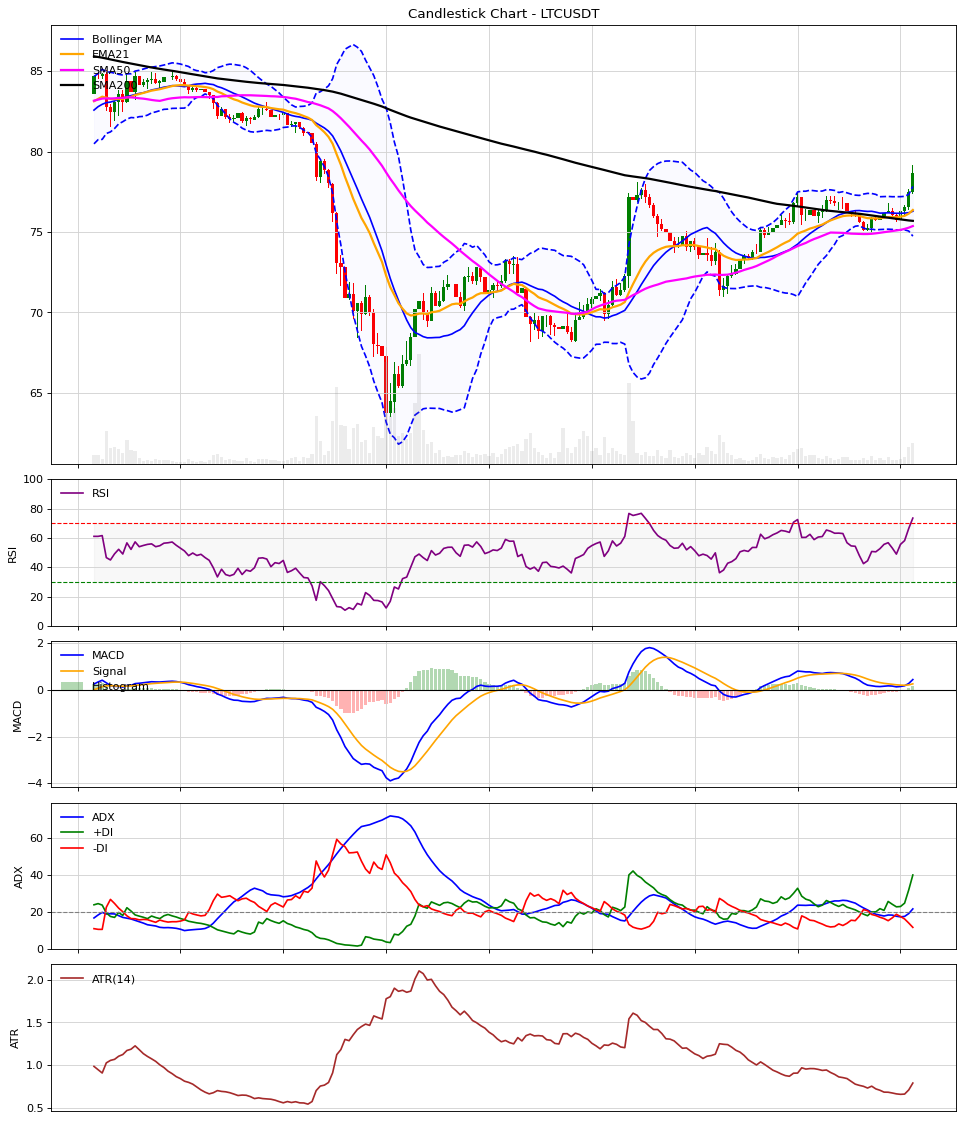 Candlestick Chart - LTCUSDT
Bollinger MA
EMA21
SMA50
SMA200
85
80
75
70
65
RSI
100
80
60
40
20
0
RSI
MACD
Signal
Histogram
2
0
−2
−4
MACD
ADX
+DI
-DI
60
40
20
0
ADX
ATR(14)
2.0
1.5
1.0
0.5
ATR